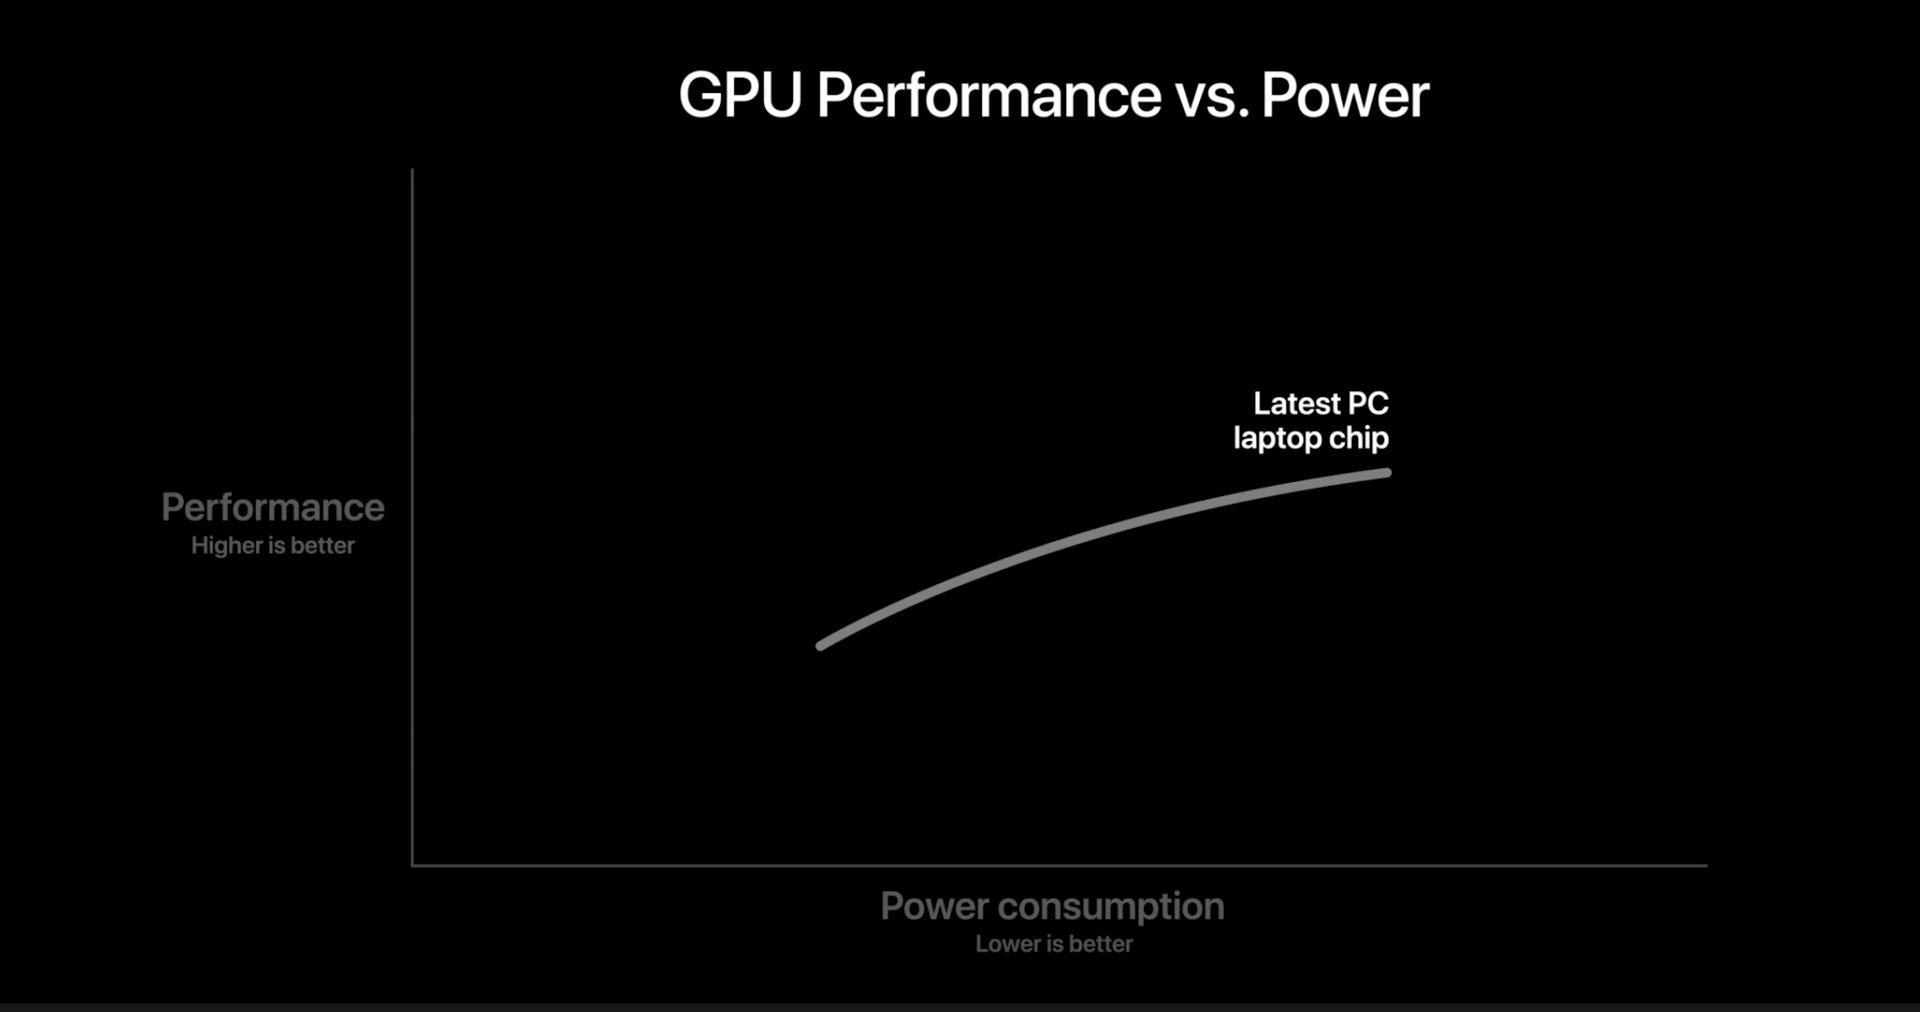 GPU Performance vs. Power
Latest PC
laptop chip
Performance
Higher is better
Power consumption
Lower is better